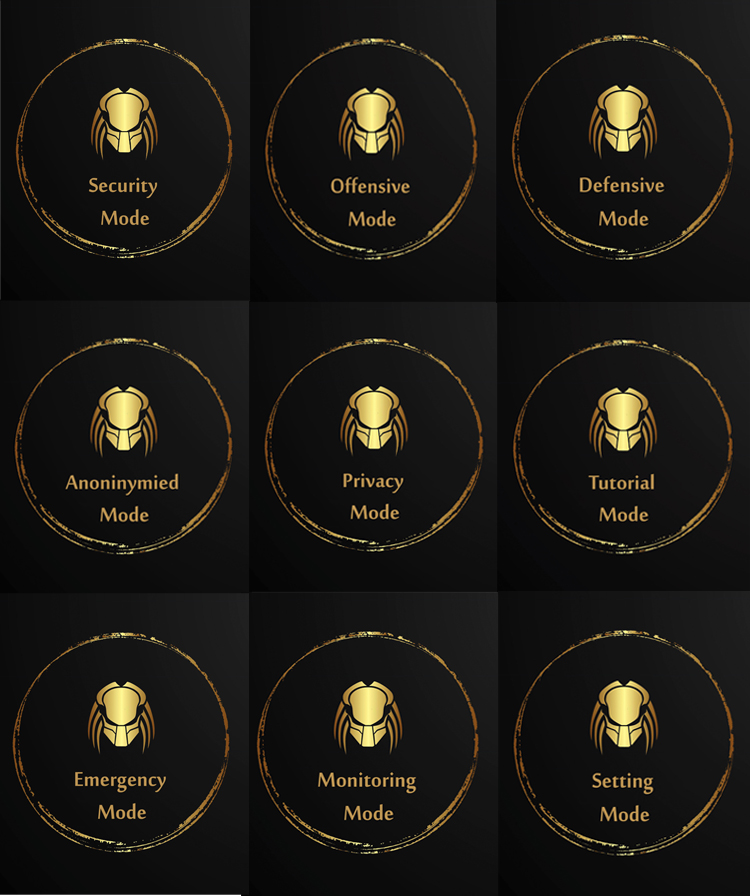 Security
Mode
Offensive
Mode
Defensive
Mode
Anoninymied
Mode
Privacy
Mode
Tutorial
Mode
Emergency
Mode
Monitoring
Mode
Setting
Mode